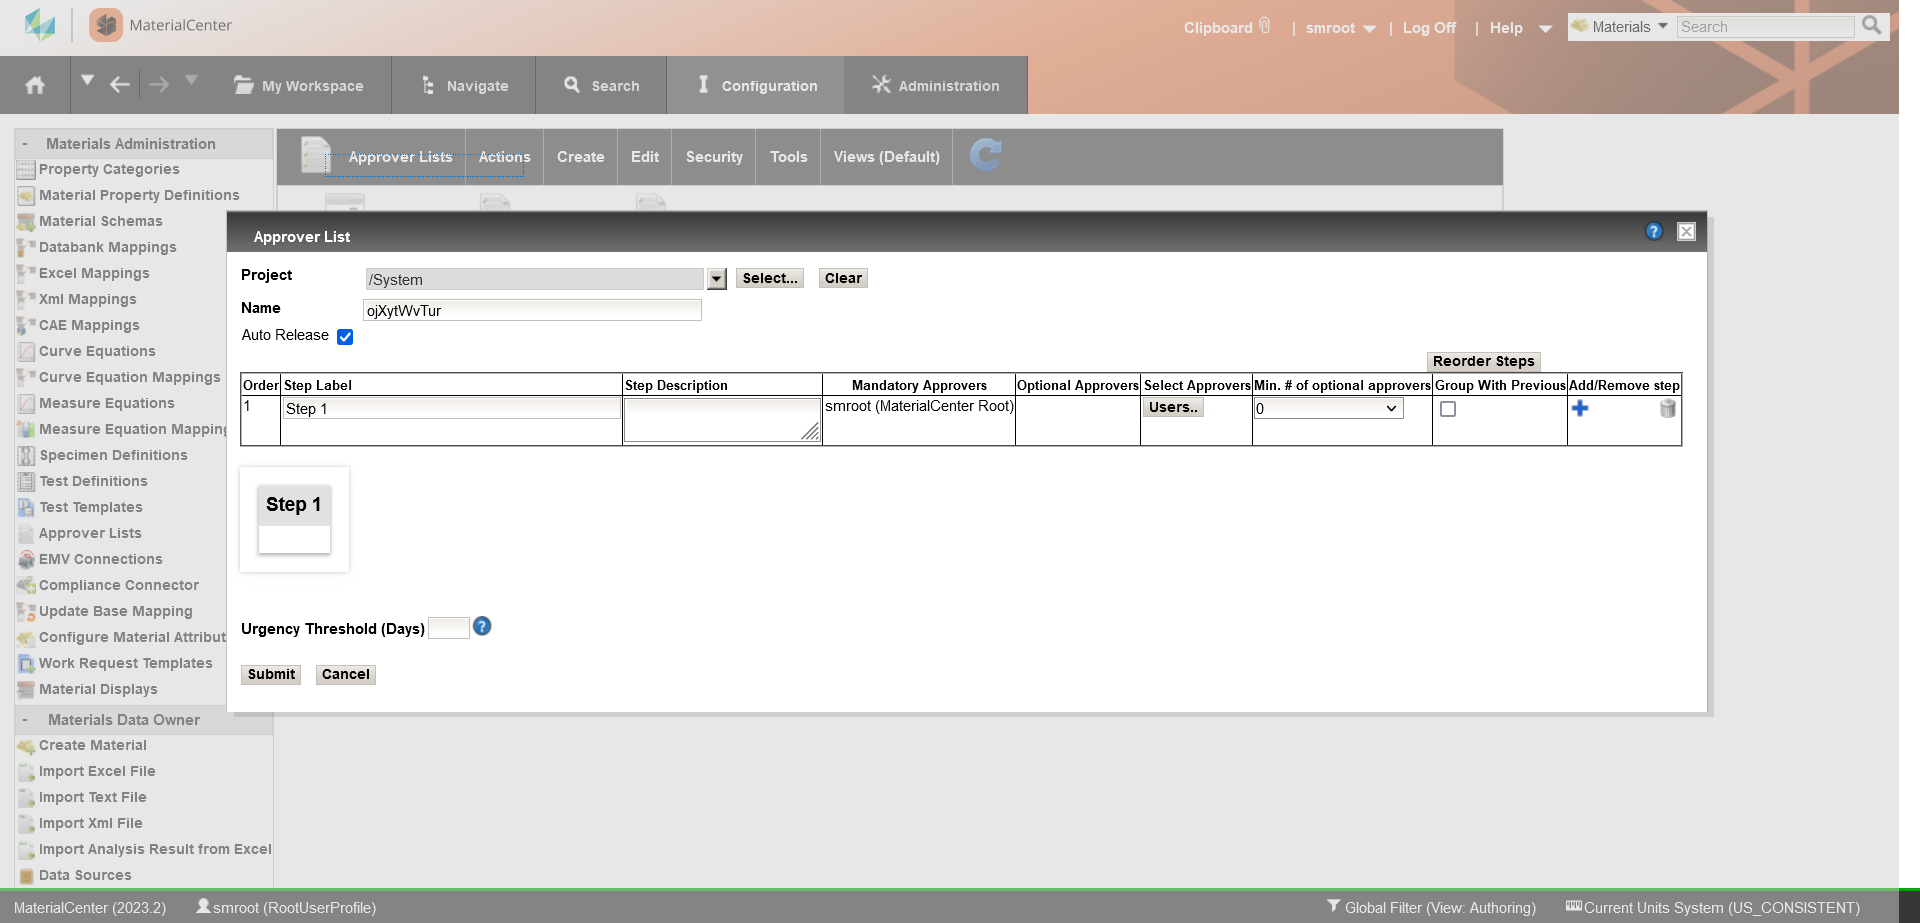 MaterialCenter
Clipboard | smroot | Log Off | Help Materials Search
My Workspace Navigate Search Configuration Administration
- Materials Administration
Property Categories
Material Property Definitions
Material Schemas
Databank Mappings
Excel Mappings
Xml Mappings
CAE Mappings
Curve Equations
Curve Equation Mappings
Measure Equations
Measure Equation Mapping
Specimen Definitions
Test Definitions
Test Templates
Approver Lists
EMV Connections
Compliance Connector
Update Base Mapping
Configure Material Attribut
Work Request Templates
Material Displays
- Materials Data Owner
Create Material
Import Excel File
Import Text File
Import Xml File
Import Analysis Result from Excel
Data Sources
Approver Lists Actions Create Edit Security Tools Views (Default)
Approver List
Project /System Select... Clear
Name ojXytWvTur
Auto Release
Reorder Steps
Order Step Label Step Description Mandatory Approvers Optional Approvers Select Approvers Min. # of optional approvers Group With Previous Add/Remove step
1 Step 1 smroot (MaterialCenter Root) Users.. 0
Step 1
Urgency Threshold (Days) ?
Submit Cancel
MaterialCenter (2023.2) smroot (RootUserProfile) Global Filter (View: Authoring) Current Units System (US_CONSISTENT)